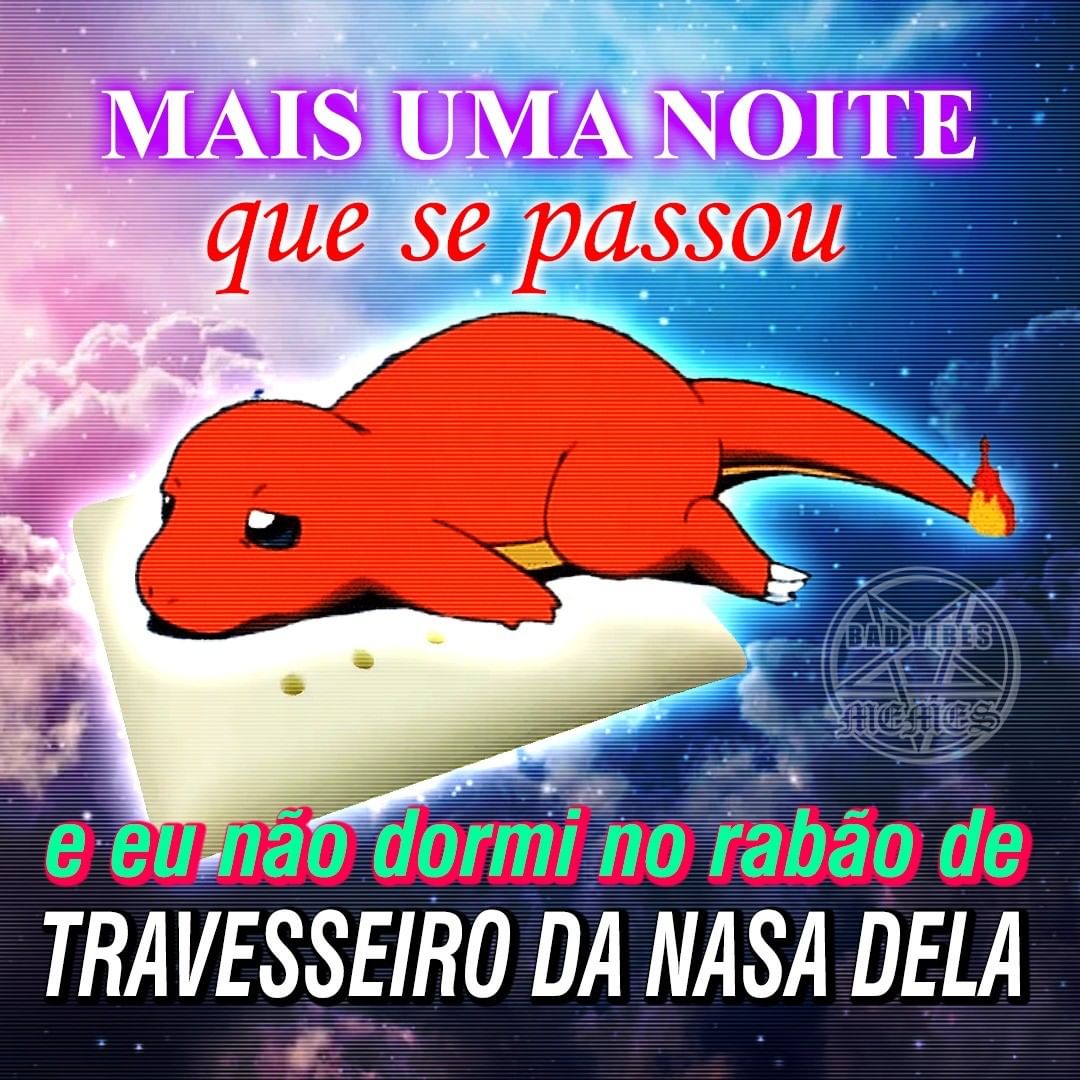 MAIS UMA NOITE
que se passou
BAD VIBES
MEMES
e eu não dormi no rabão de
TRAVESSEIRO DA NASA DELA